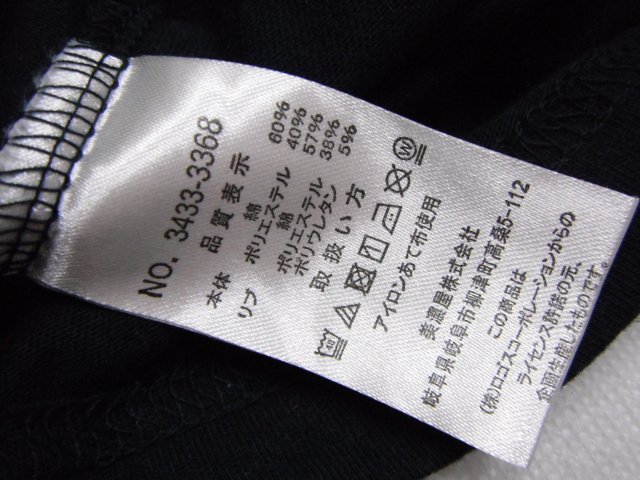 NO. 3433-3368
品質表示
本体 綿 60%
ポリエステル 40%
リブ 綿 57%
ポリエステル 38%
ポリウレタン 5%
取扱い方
40
W
アイロンあて布使用
美濃屋株式会社
岐阜県岐阜市柳津町高桑5-112
この商品は
(株)ロゴスコーポレーションからの
ライセンス許諾の元、
企画生産したものです。